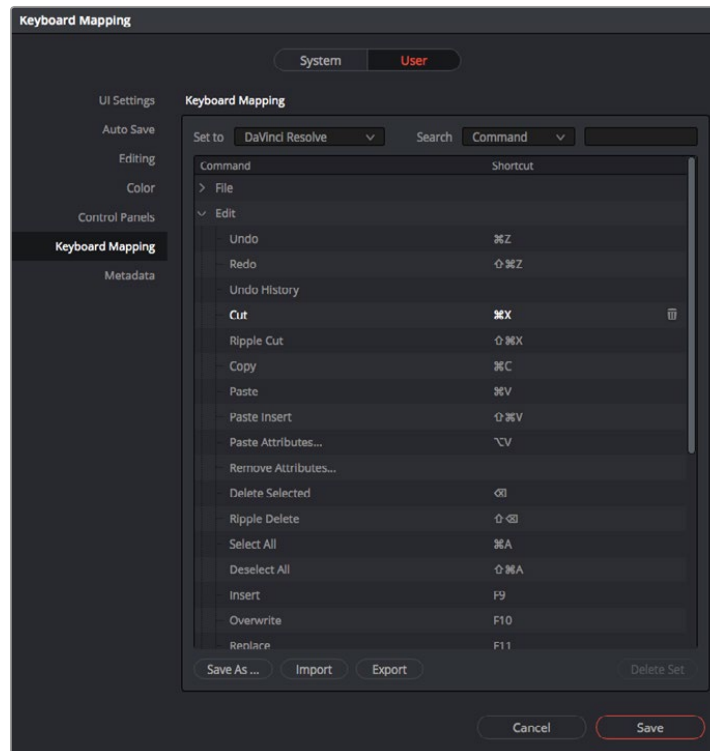 Keyboard Mapping
System User
UI Settings
Auto Save
Editing
Color
Control Panels
Keyboard Mapping
Metadata
Keyboard Mapping
Set to DaVinci Resolve Search Command
Command Shortcut
File
Edit
Undo ⌘Z
Redo ⇧⌘Z
Undo History
Cut ⌘X
Ripple Cut ⇧⌘X
Copy ⌘C
Paste ⌘V
Paste Insert ⇧⌘V
Paste Attributes... ⌥V
Remove Attributes...
Delete Selected ⌫
Ripple Delete ⇧⌫
Select All ⌘A
Deselect All ⇧⌘A
Insert F9
Overwrite F10
Replace F11
Save As ... Import Export Delete Set
Cancel Save